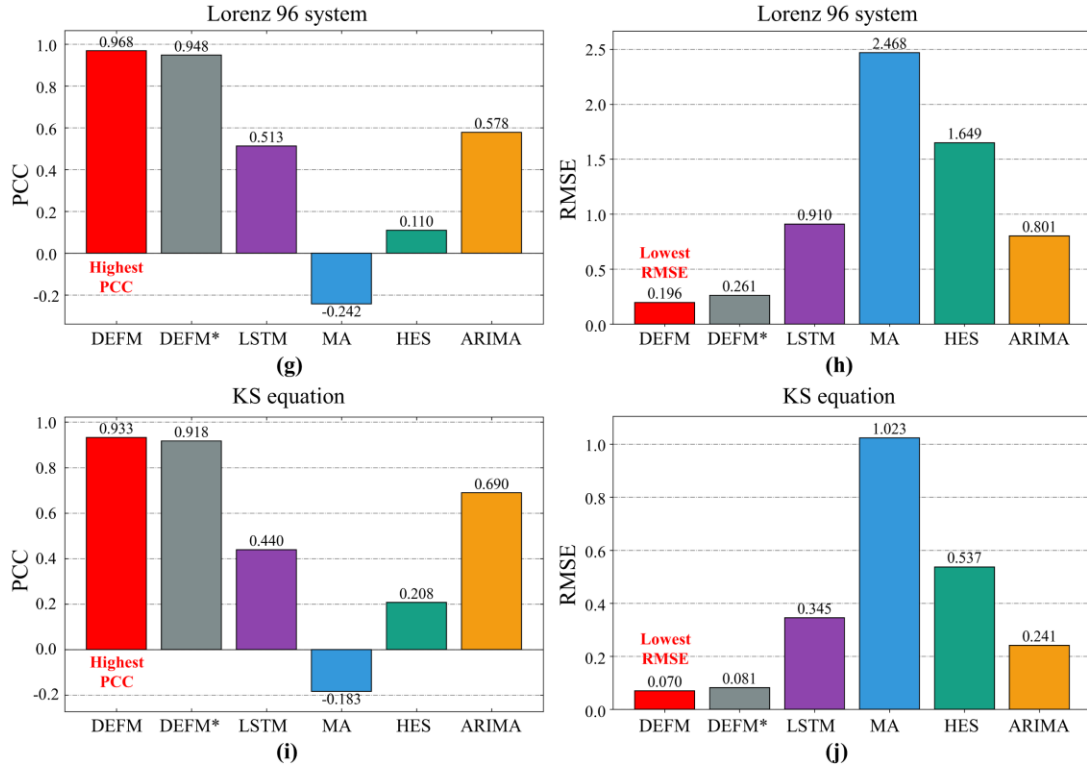 Lorenz 96 system
PCC
1.0
0.8
0.6
0.4
0.2
0.0
-0.2
0.968
0.948
0.513
-0.242
0.110
0.578
Highest
PCC
DEFM DEFM* LSTM MA HES ARIMA
(g)
Lorenz 96 system
RMSE
2.5
2.0
1.5
1.0
0.5
0.0
Lowest
RMSE
0.196
0.261
0.910
2.468
1.649
0.801
DEFM DEFM* LSTM MA HES ARIMA
(h)
KS equation
PCC
1.0
0.8
0.6
0.4
0.2
0.0
-0.2
0.933
0.918
0.440
-0.183
0.208
0.690
Highest
PCC
DEFM DEFM* LSTM MA HES ARIMA
(i)
KS equation
RMSE
1.0
0.8
0.6
0.4
0.2
0.0
Lowest
RMSE
0.070
0.081
0.345
1.023
0.537
0.241
DEFM DEFM* LSTM MA HES ARIMA
(j)